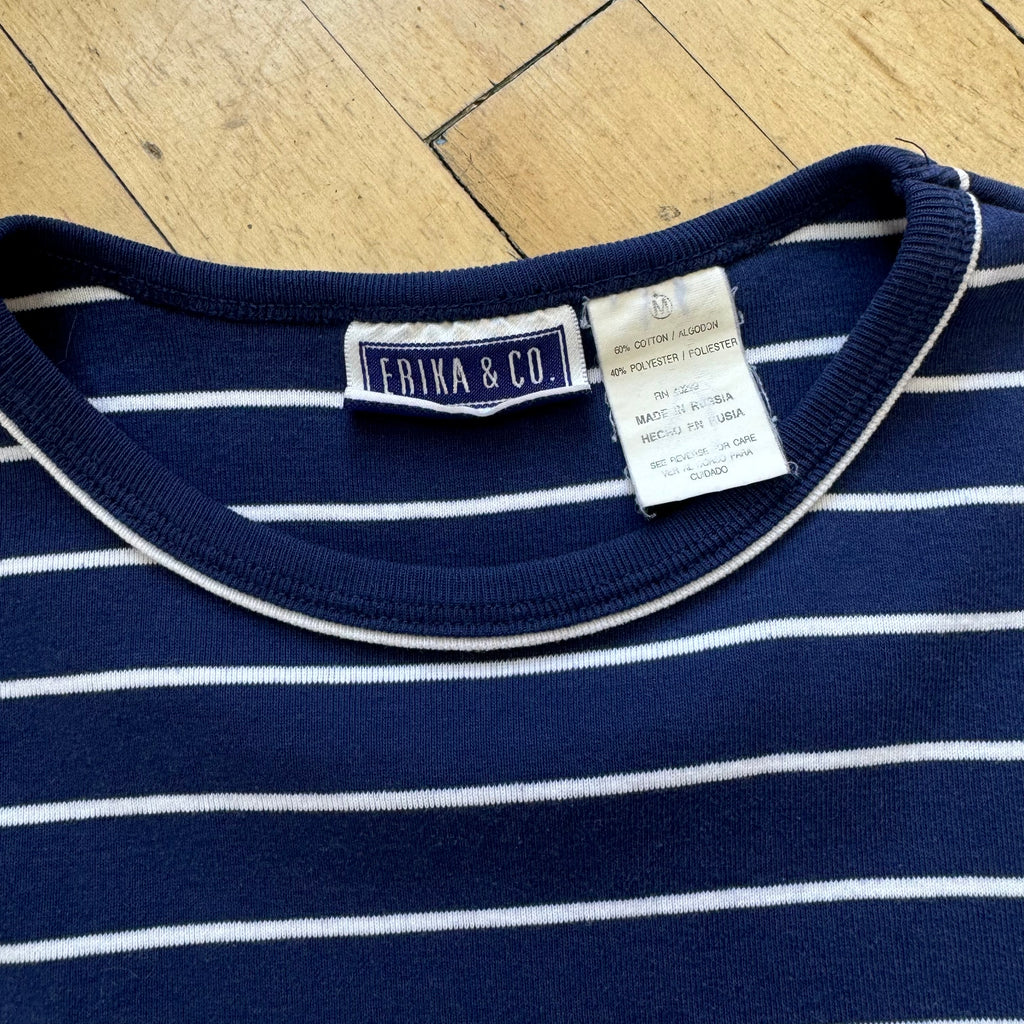 ERIKA & CO.
M
60% COTTON / ALGODON
40% POLYESTER / POLIESTER
RN
MADE IN RUSSIA
HECHO EN RUSIA
SEE REVERSE FOR CARE
VER AL DORSO PARA
CUIDADO